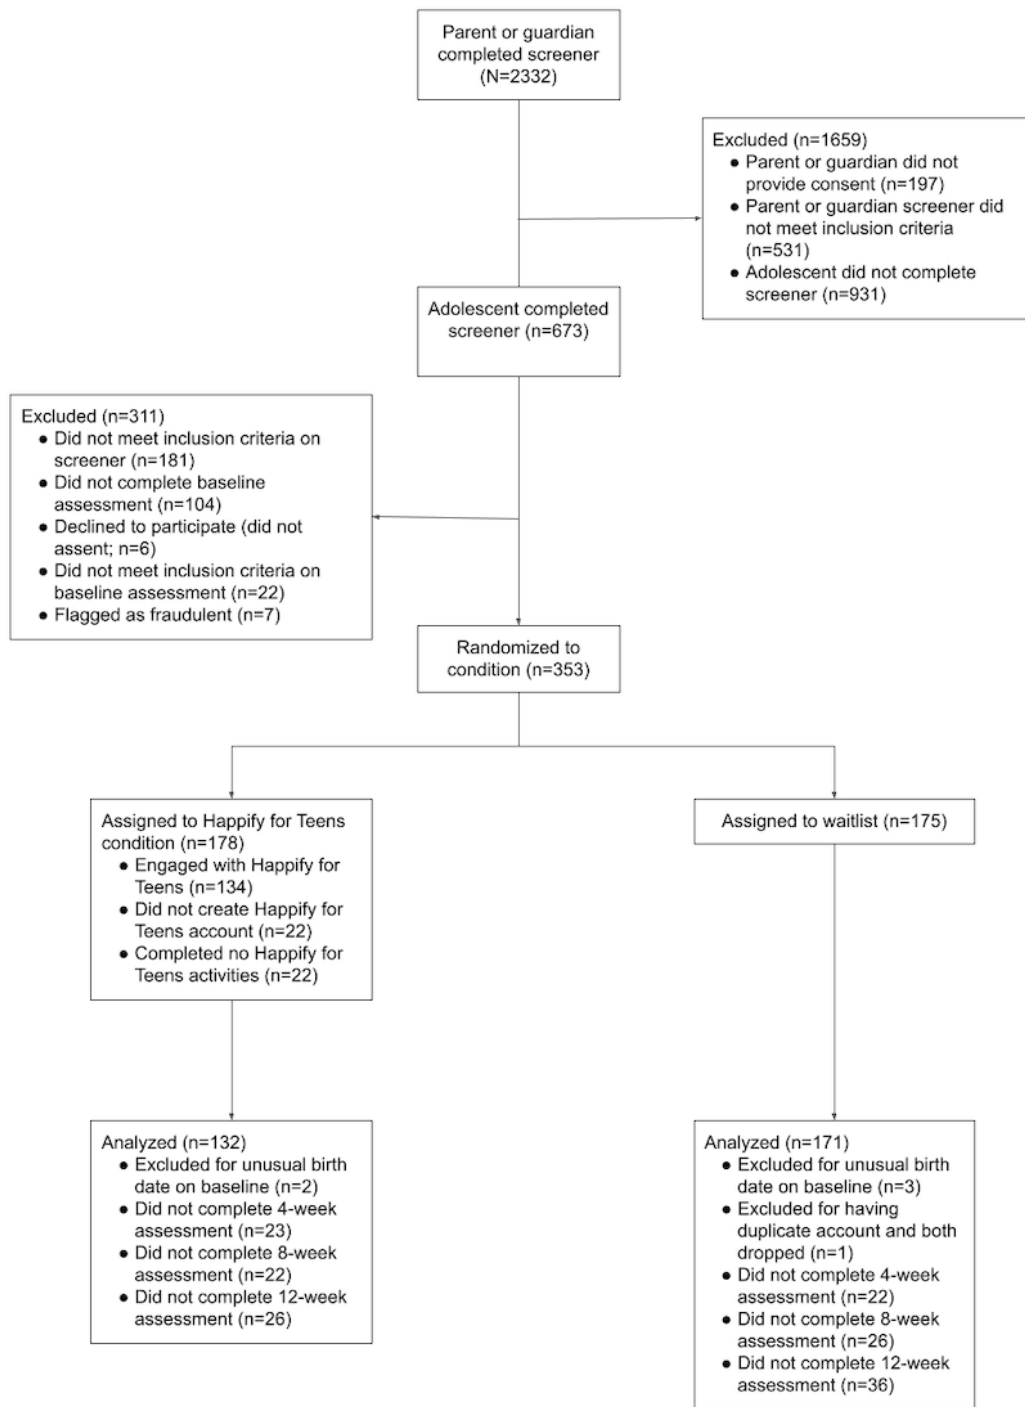 Parent or guardian
completed screener
(N=2332)
Excluded (n=1659)
● Parent or guardian did not
provide consent (n=197)
● Parent or guardian screener did
not meet inclusion criteria
(n=531)
● Adolescent did not complete
screener (n=931)
Adolescent completed
screener (n=673)
Excluded (n=311)
● Did not meet inclusion criteria on
screener (n=181)
● Did not complete baseline
assessment (n=104)
● Declined to participate (did not
assent; n=6)
● Did not meet inclusion criteria on
baseline assessment (n=22)
● Flagged as fraudulent (n=7)
Randomized to
condition (n=353)
Assigned to Happify for Teens
condition (n=178)
● Engaged with Happify for
Teens (n=134)
● Did not create Happify for
Teens account (n=22)
● Completed no Happify for
Teens activities (n=22)
Assigned to waitlist (n=175)
Analyzed (n=132)
● Excluded for unusual birth
date on baseline (n=2)
● Did not complete 4-week
assessment (n=23)
● Did not complete 8-week
assessment (n=22)
● Did not complete 12-week
assessment (n=26)
Analyzed (n=171)
● Excluded for unusual birth
date on baseline (n=3)
● Excluded for having
duplicate account and both
dropped (n=1)
● Did not complete 4-week
assessment (n=22)
● Did not complete 8-week
assessment (n=26)
● Did not complete 12-week
assessment (n=36)